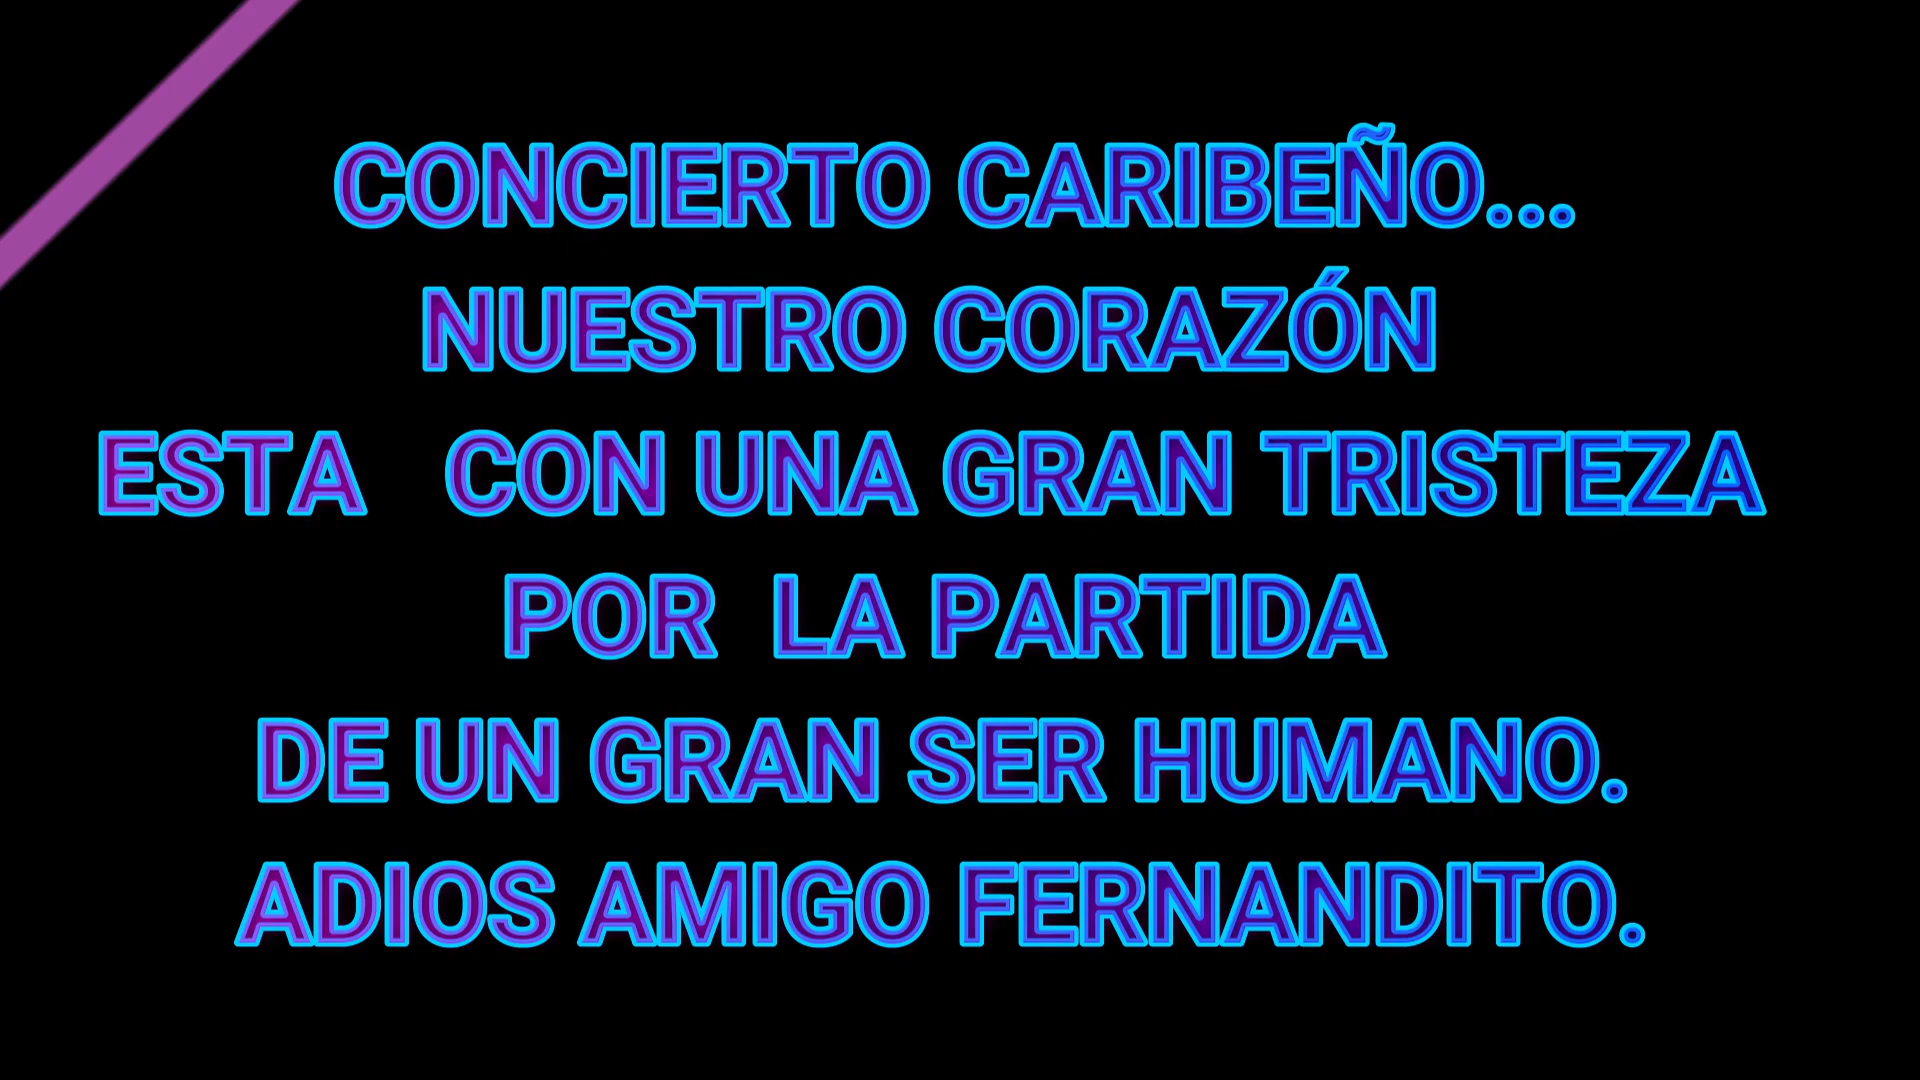 CONCIERTO CARIBEÑO...
NUESTRO CORAZÓN
ESTA CON UNA GRAN TRISTEZA
POR LA PARTIDA
DE UN GRAN SER HUMANO.
ADIOS AMIGO FERNANDITO.